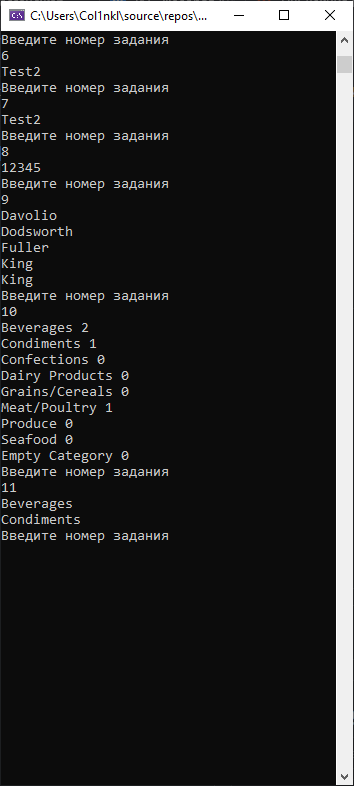 C:\Users\Col1nkl\source\repos\...
Введите номер задания
6
Test2
Введите номер задания
7
Test2
Введите номер задания
8
12345
Введите номер задания
9
Davolio
Dodsworth
Fuller
King
King
Введите номер задания
10
Beverages 2
Condiments 1
Confections 0
Dairy Products 0
Grains/Cereals 0
Meat/Poultry 1
Produce 0
Seafood 0
Empty Category 0
Введите номер задания
11
Beverages
Condiments
Введите номер задания